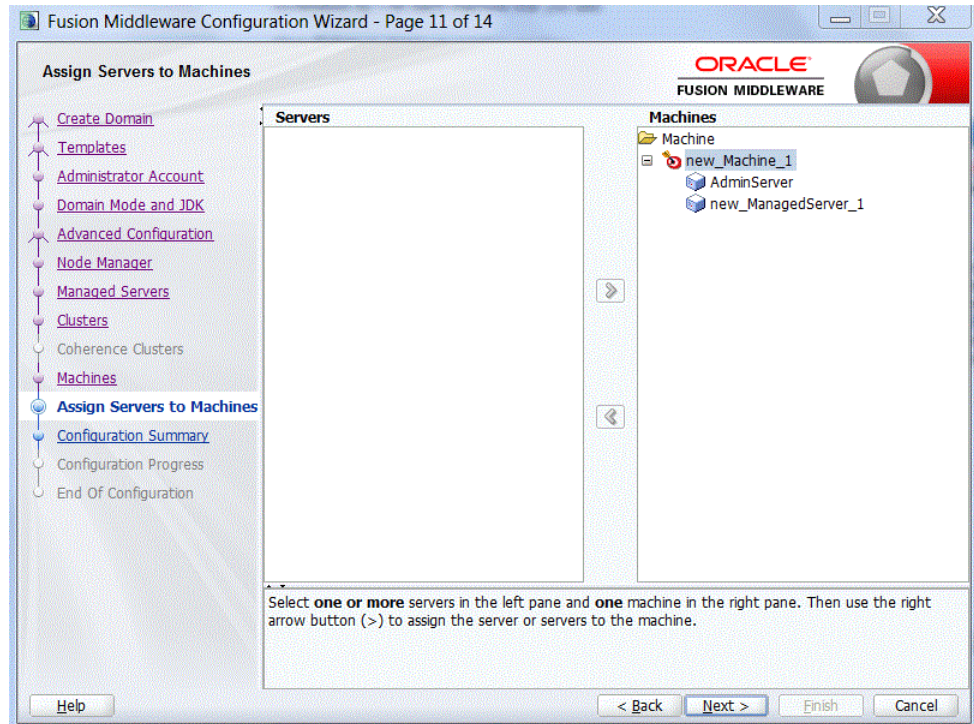 Fusion Middleware Configuration Wizard - Page 11 of 14
Assign Servers to Machines
ORACLE
FUSION MIDDLEWARE
Create Domain
Templates
Administrator Account
Domain Mode and JDK
Advanced Configuration
Node Manager
Managed Servers
Clusters
Coherence Clusters
Machines
Assign Servers to Machines
Configuration Summary
Configuration Progress
End Of Configuration
Servers
Machines
Machine
new_Machine_1
AdminServer
new_ManagedServer_1
Select one or more servers in the left pane and one machine in the right pane. Then use the right
arrow button (>) to assign the server or servers to the machine.
Help
< Back
Next >
Finish
Cancel